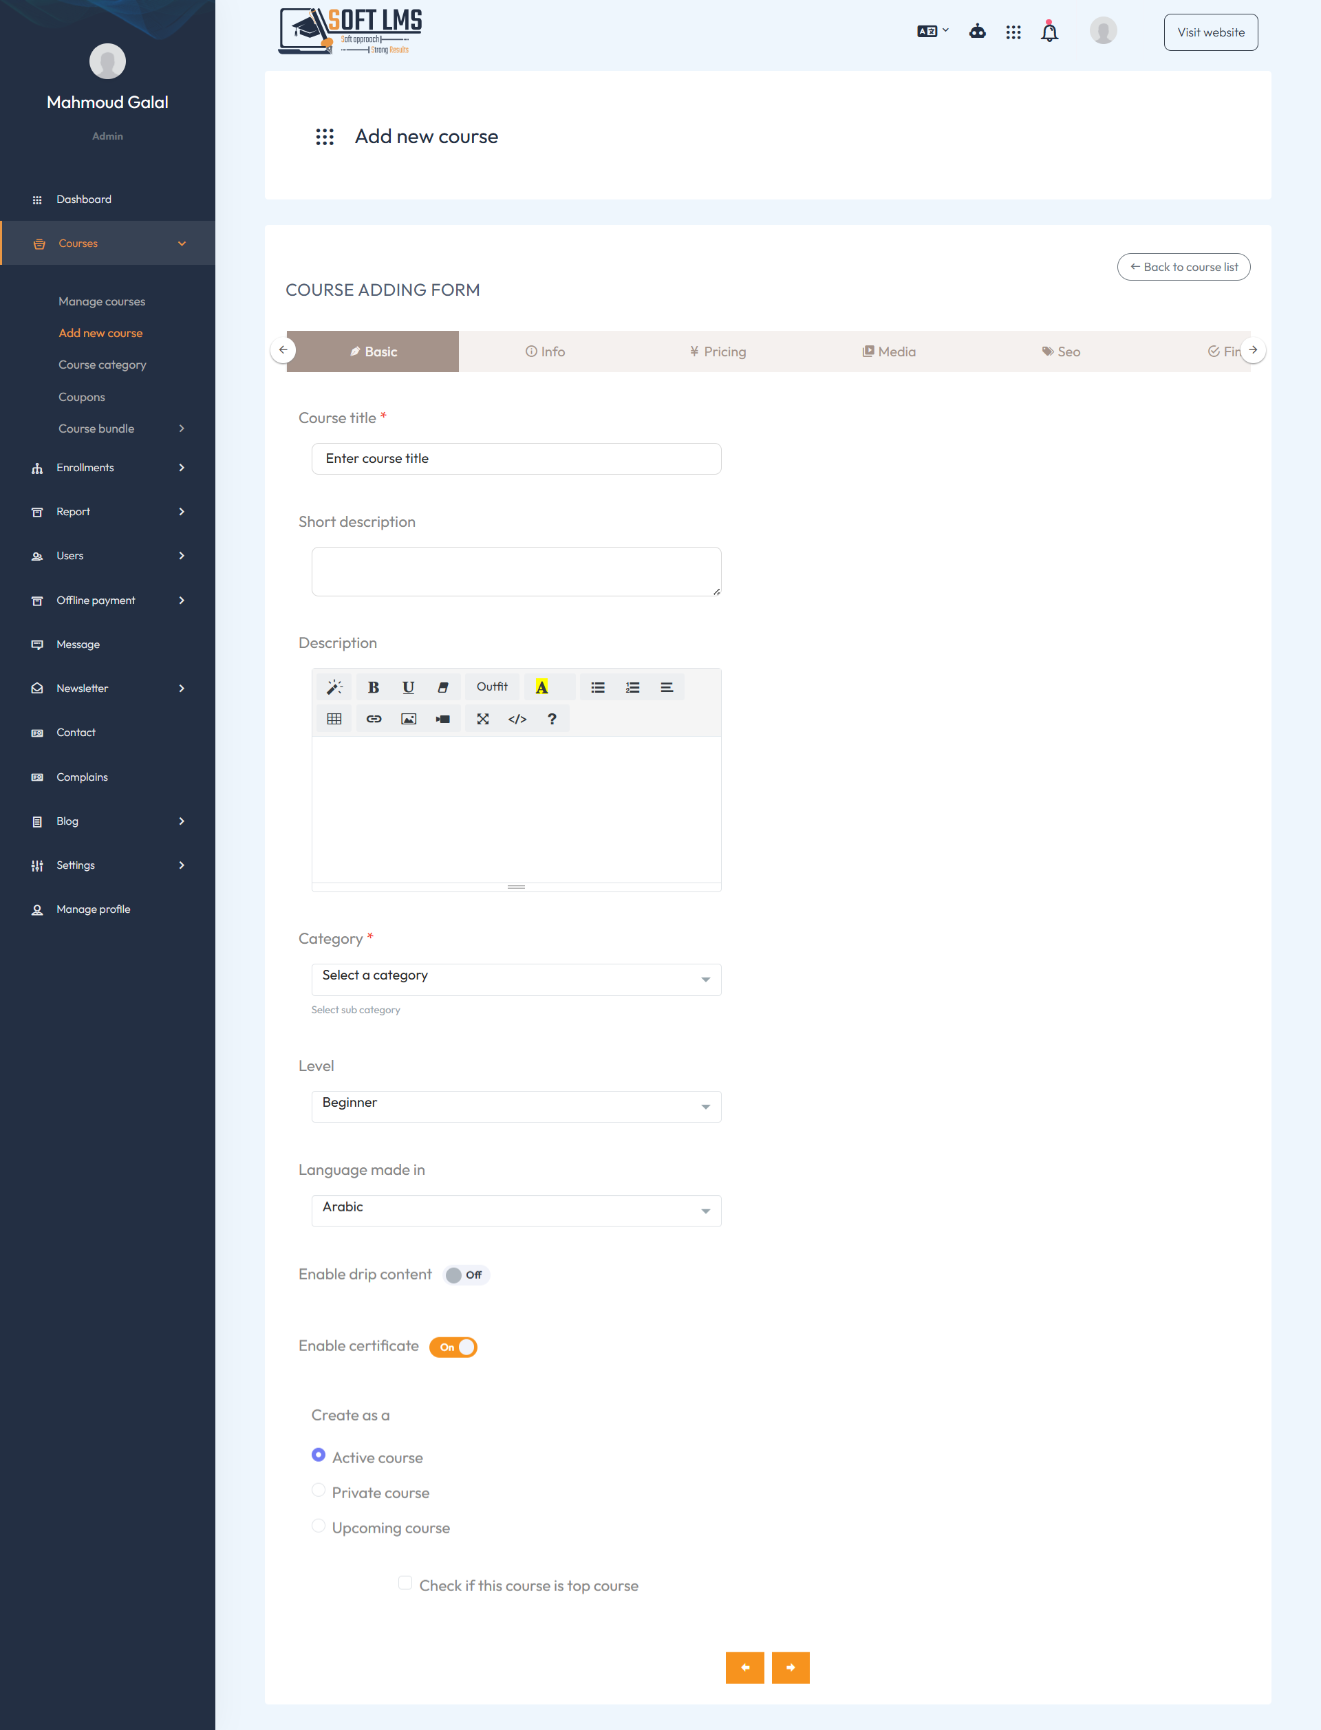 SOFT LMS
Soft approach
Strong Results
Visit website
Mahmoud Galal
Admin
Dashboard
Courses
Manage courses
Add new course
Course category
Coupons
Course bundle
Enrollments
Report
Users
Offline payment
Message
Newsletter
Contact
Complains
Blog
Settings
Manage profile
Add new course
← Back to course list
COURSE ADDING FORM
Basic
Info
¥ Pricing
Media
Seo
Fin
Course title *
Enter course title
Short description
Description
B U Outfit A
</> ?
Category *
Select a category
Select sub category
Level
Beginner
Language made in
Arabic
Enable drip content Off
Enable certificate On
Create as a
Active course
Private course
Upcoming course
Check if this course is top course